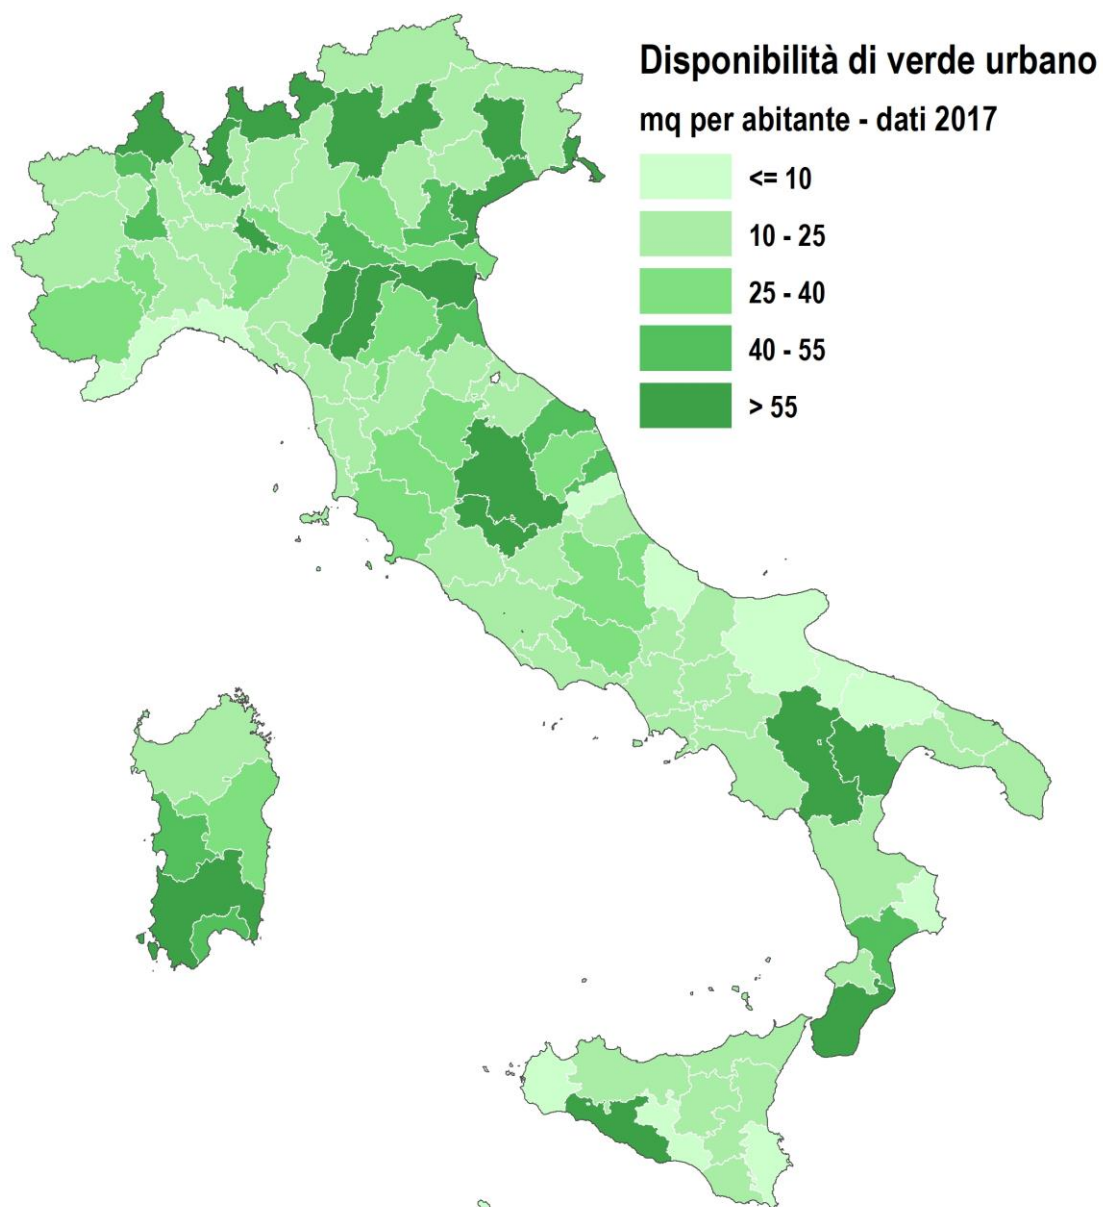 Disponibilità di verde urbano
mq per abitante - dati 2017
<= 10
10 - 25
25 - 40
40 - 55
> 55